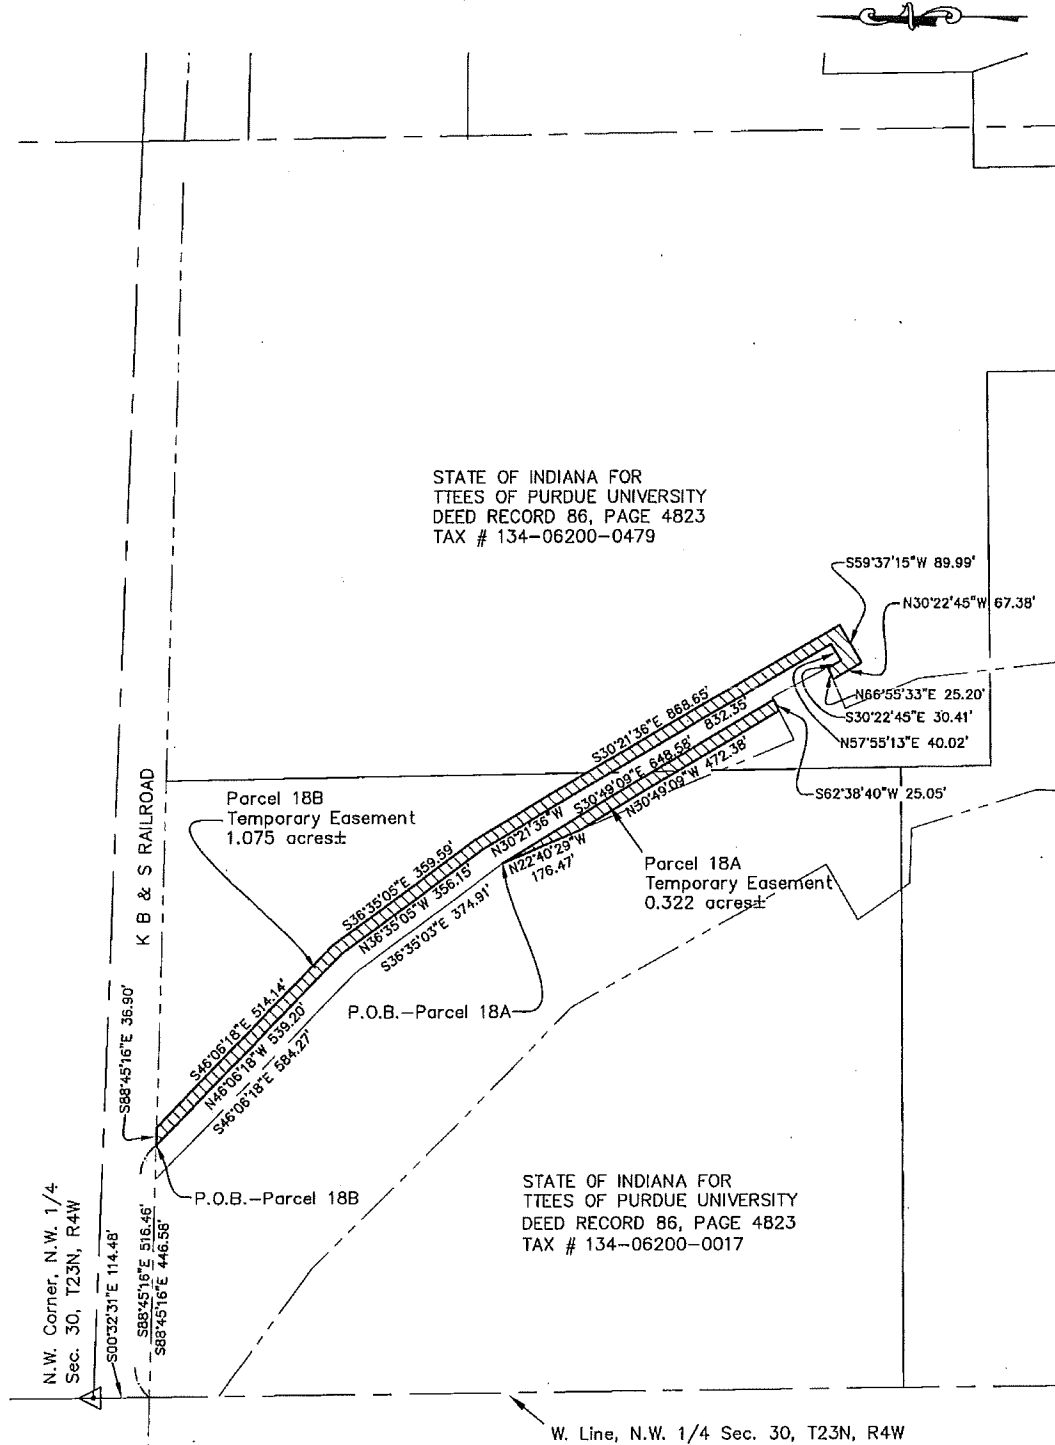 STATE OF INDIANA FOR
TTEES OF PURDUE UNIVERSITY
DEED RECORD 86, PAGE 4823
TAX # 134-06200-0479
S59°37'15"W 89.99'
N30°22'45"W 67.38'
N66°55'33"E 25.20'
S30°22'45"E 30.41'
N57°55'13"E 40.02'
S62°38'40"W 25.05'
S30°21'36"E 868.65'
N30°21'36"W 832.35'
S30°49'09"E 648.58'
N30°49'09"W 472.38'
N22°40'29"W
176.47'
Parcel 18B
Temporary Easement
1.075 acres±
Parcel 18A
Temporary Easement
0.322 acres±
S36°35'05"E 359.59'
N36°35'05"W 356.15'
S36°35'03"E 374.91'
P.O.B.-Parcel 18A
K B & S RAILROAD
S46°06'18"E 514.14'
N46°06'18"W 539.20'
S46°06'18"E 584.27'
S88°45'16"E 36.90'
P.O.B.-Parcel 18B
STATE OF INDIANA FOR
TTEES OF PURDUE UNIVERSITY
DEED RECORD 86, PAGE 4823
TAX # 134-06200-0017
N.W. Corner, N.W. 1/4
Sec. 30, T23N, R4W
S00°32'31"E 114.48'
S88°45'16"E 516.46'
S88°45'16"E 446.58'
W. Line, N.W. 1/4 Sec. 30, T23N, R4W